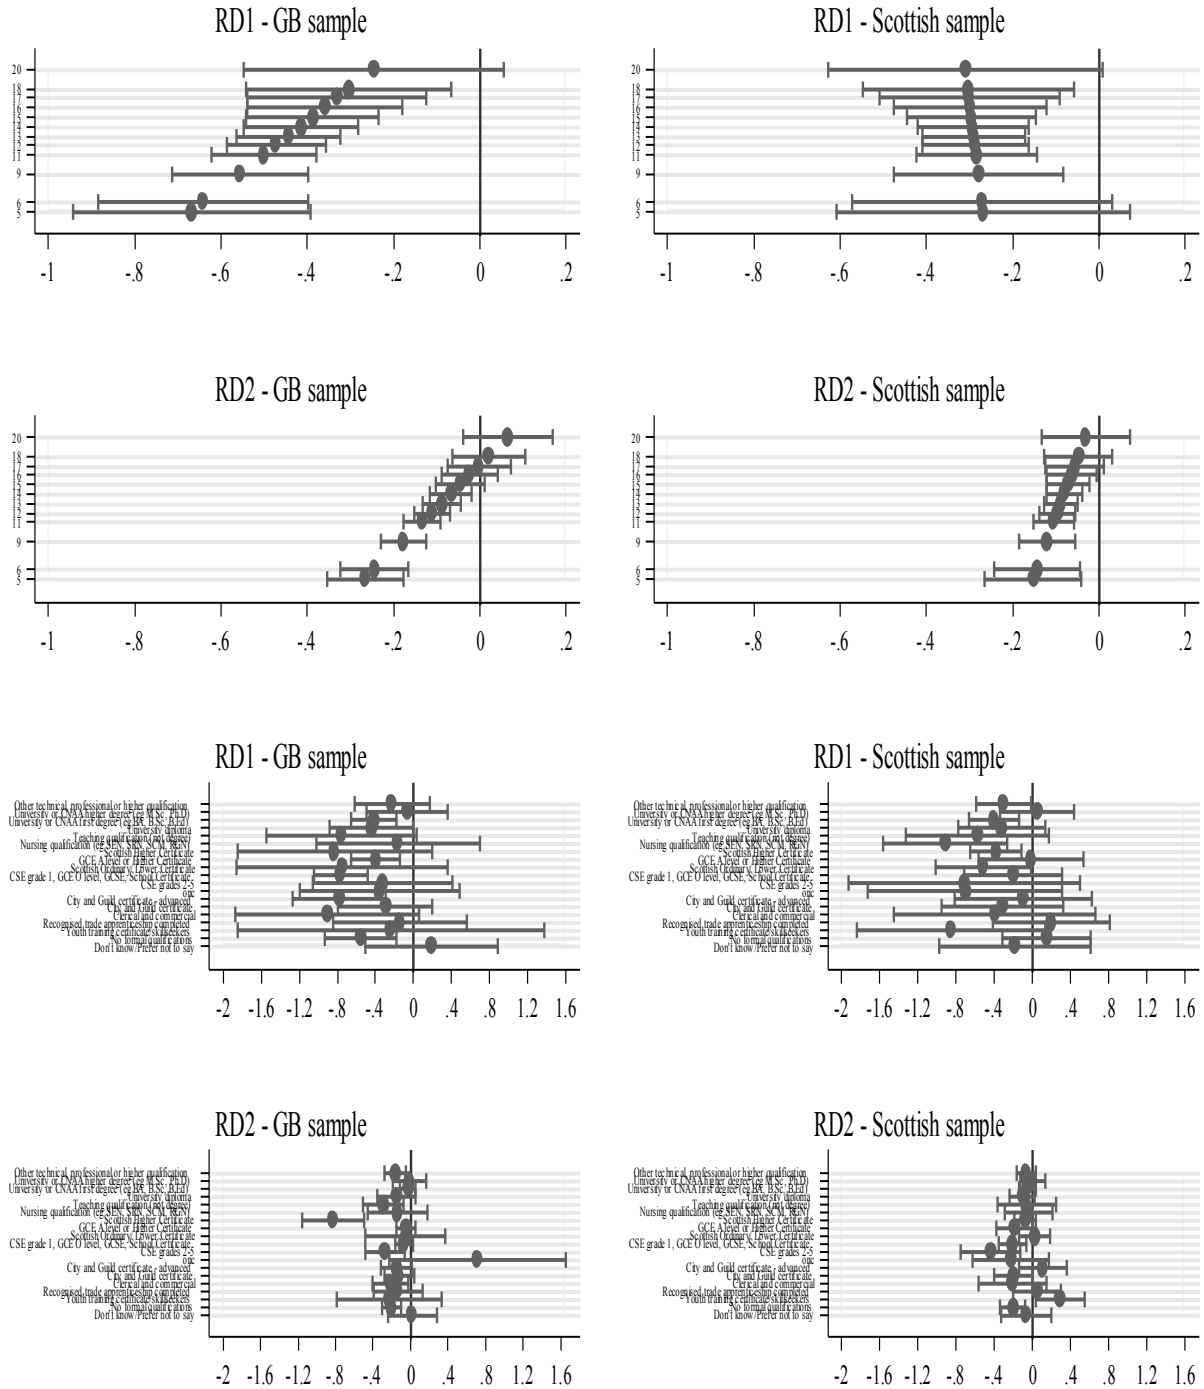 RD1 - GB sample
20
18
17
16
15
14
13
12
11
9
6
5
-1 -.8 -.6 -.4 -.2 0 .2
RD1 - Scottish sample
20
18
17
16
15
14
13
12
11
9
6
5
-1 -.8 -.6 -.4 -.2 0 .2
RD2 - GB sample
20
18
17
16
15
14
13
12
11
9
6
5
-1 -.8 -.6 -.4 -.2 0 .2
RD2 - Scottish sample
20
18
17
16
15
14
13
12
11
9
6
5
-1 -.8 -.6 -.4 -.2 0 .2
RD1 - GB sample
Other technical, professional or higher qualification
University or CNAA higher degree (eg M.Sc, Ph.D)
University or CNAA first degree (eg BA, B.Sc, B.Ed)
University diploma
Teaching qualification (not degree)
Nursing qualification (eg SEN, SRN, SCM, RGN)
Scottish Higher Certificate
GCE A level or Higher Certificate
Scottish Ordinary, Lower Certificate
CSE grade 1, GCE O level, GCSE, School Certificate
CSE grades 2-5
one
City and Guild certificate - advanced
City and Guild certificate
Clerical and commercial
Recognised trade apprenticeship completed
Youth training certificate/skillseekers
No formal qualifications
Don't know/Prefer not to say
-2 -1.6 -1.2 -.8 -.4 0 .4 .8 1.2 1.6
RD1 - Scottish sample
Other technical, professional or higher qualification
University or CNAA higher degree (eg M.Sc, Ph.D)
University or CNAA first degree (eg BA, B.Sc, B.Ed)
University diploma
Teaching qualification (not degree)
Nursing qualification (eg SEN, SRN, SCM, RGN)
Scottish Higher Certificate
GCE A level or Higher Certificate
Scottish Ordinary, Lower Certificate
CSE grade 1, GCE O level, GCSE, School Certificate
CSE grades 2-5
one
City and Guild certificate - advanced
City and Guild certificate
Clerical and commercial
Recognised trade apprenticeship completed
Youth training certificate/skillseekers
No formal qualifications
Don't know/Prefer not to say
-2 -1.6 -1.2 -.8 -.4 0 .4 .8 1.2 1.6
RD2 - GB sample
Other technical, professional or higher qualification
University or CNAA higher degree (eg M.Sc, Ph.D)
University or CNAA first degree (eg BA, B.Sc, B.Ed)
University diploma
Teaching qualification (not degree)
Nursing qualification (eg SEN, SRN, SCM, RGN)
Scottish Higher Certificate
GCE A level or Higher Certificate
Scottish Ordinary, Lower Certificate
CSE grade 1, GCE O level, GCSE, School Certificate
CSE grades 2-5
one
City and Guild certificate - advanced
City and Guild certificate
Clerical and commercial
Recognised trade apprenticeship completed
Youth training certificate/skillseekers
No formal qualifications
Don't know/Prefer not to say
-2 -1.6 -1.2 -.8 -.4 0 .4 .8 1.2 1.6
RD2 - Scottish sample
Other technical, professional or higher qualification
University or CNAA higher degree (eg M.Sc, Ph.D)
University or CNAA first degree (eg BA, B.Sc, B.Ed)
University diploma
Teaching qualification (not degree)
Nursing qualification (eg SEN, SRN, SCM, RGN)
Scottish Higher Certificate
GCE A level or Higher Certificate
Scottish Ordinary, Lower Certificate
CSE grade 1, GCE O level, GCSE, School Certificate
CSE grades 2-5
one
City and Guild certificate - advanced
City and Guild certificate
Clerical and commercial
Recognised trade apprenticeship completed
Youth training certificate/skillseekers
No formal qualifications
Don't know/Prefer not to say
-2 -1.6 -1.2 -.8 -.4 0 .4 .8 1.2 1.6